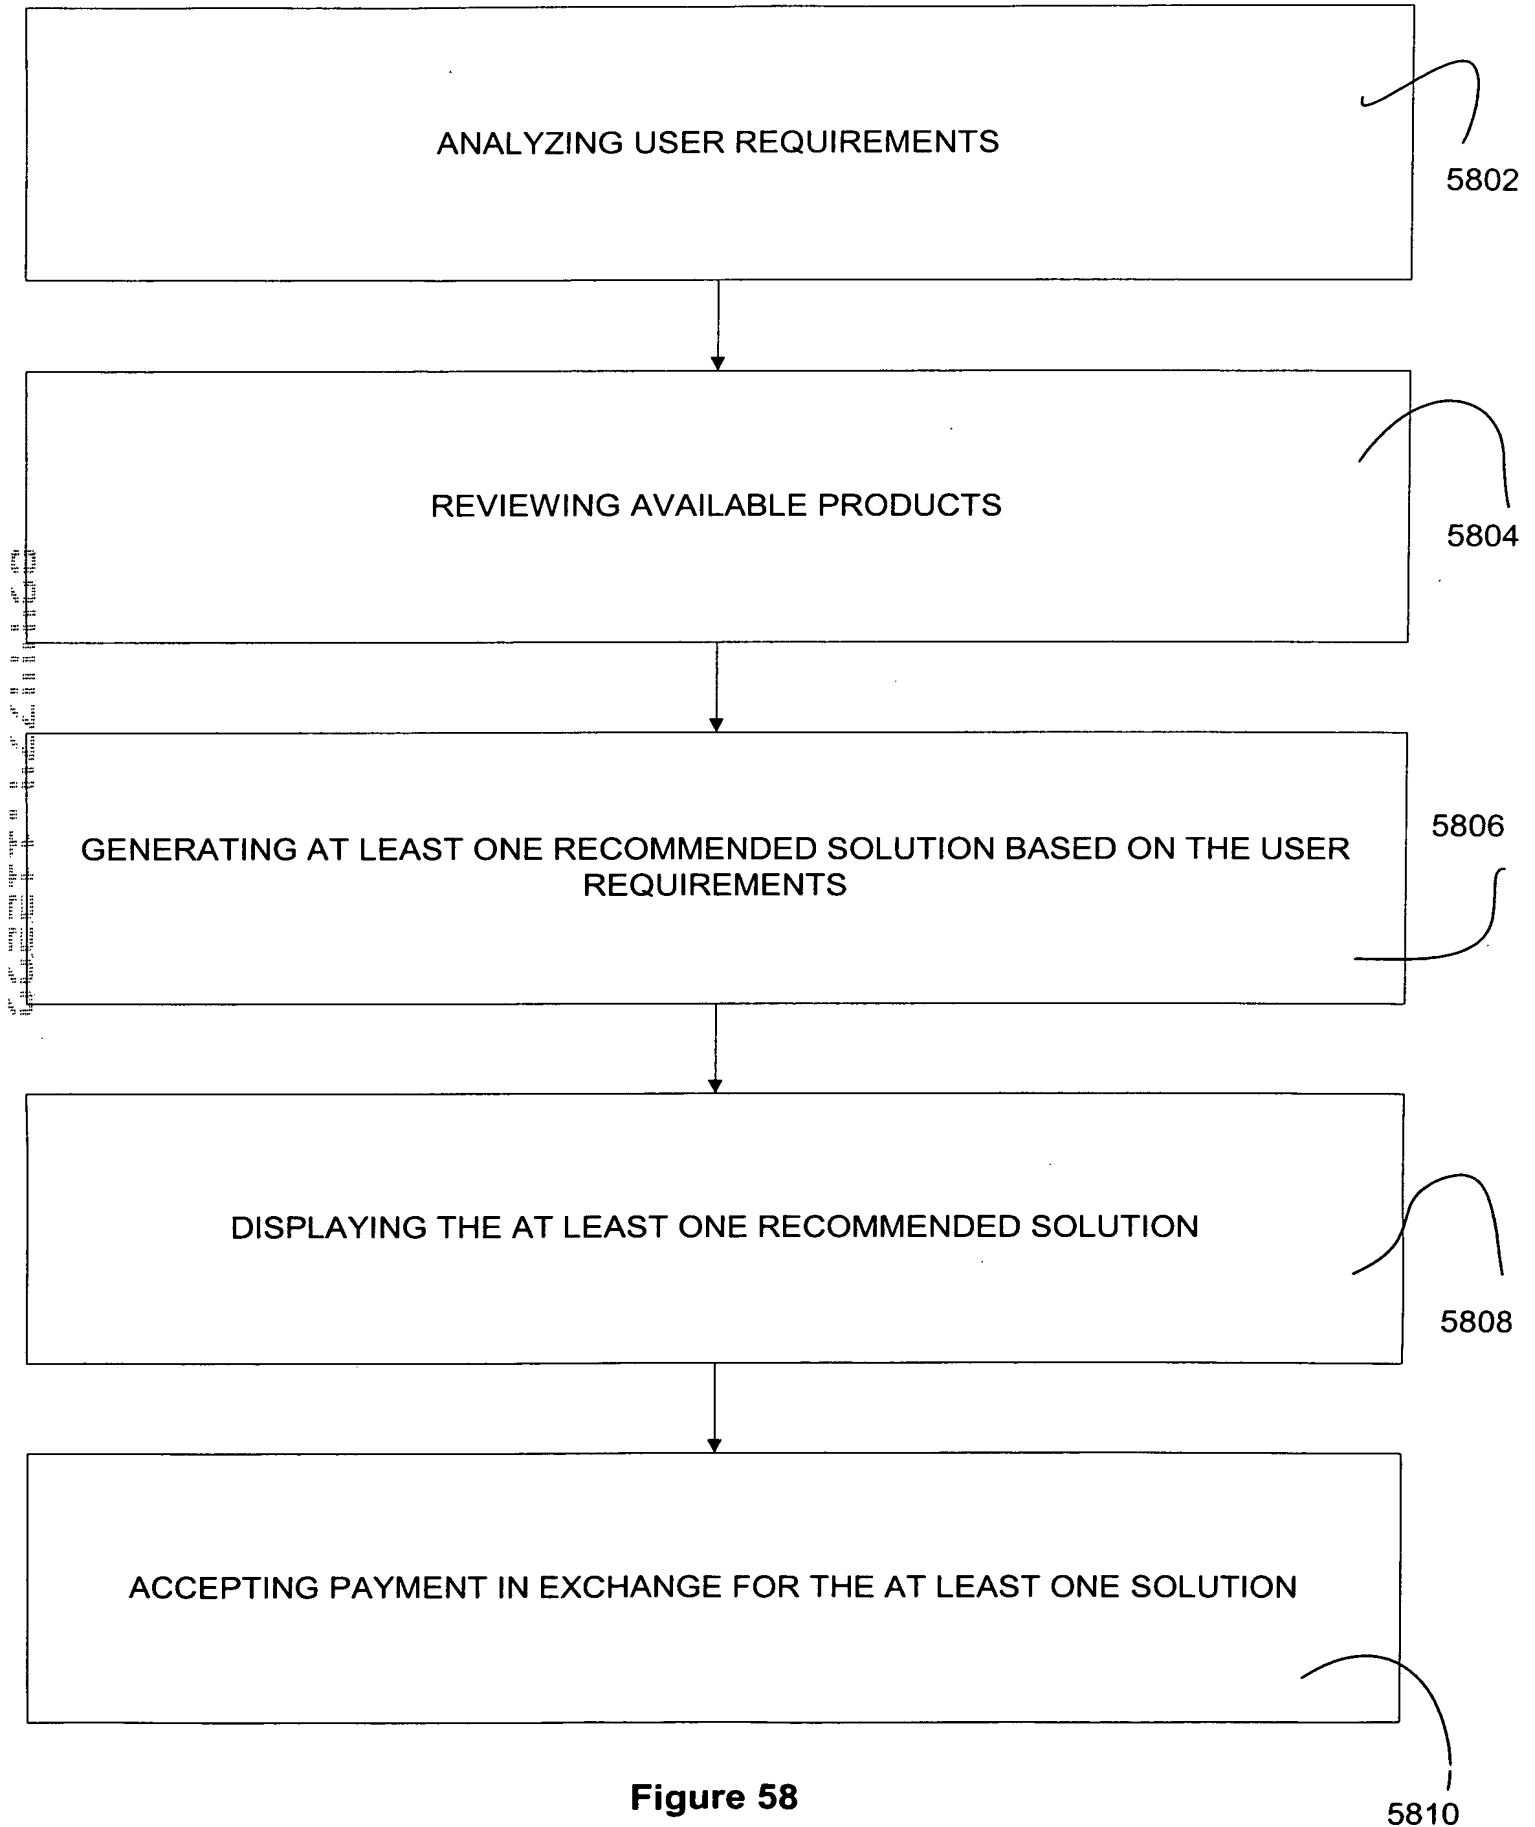 ANALYZING USER REQUIREMENTS
5802
REVIEWING AVAILABLE PRODUCTS
5804
GENERATING AT LEAST ONE RECOMMENDED SOLUTION BASED ON THE USER
REQUIREMENTS
5806
DISPLAYING THE AT LEAST ONE RECOMMENDED SOLUTION
5808
ACCEPTING PAYMENT IN EXCHANGE FOR THE AT LEAST ONE SOLUTION
5810
Figure 58